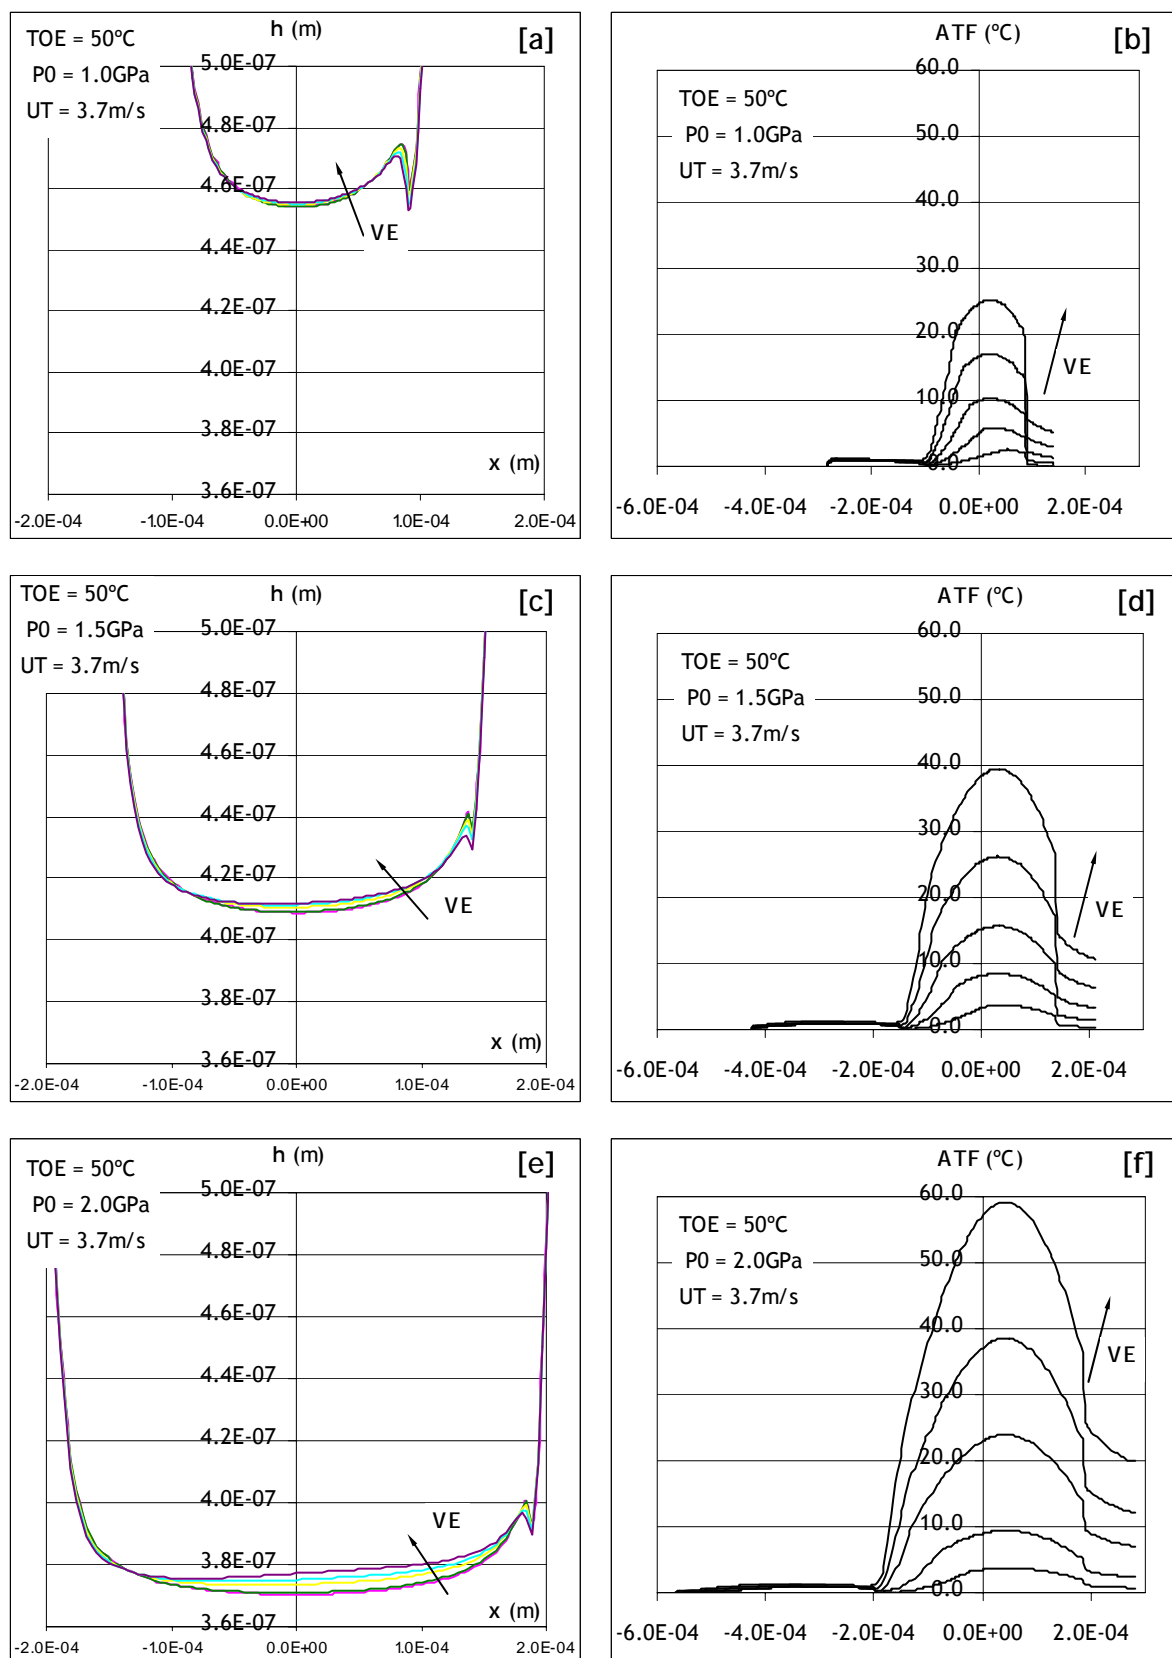 h (m)
[a]
TOE = 50ºC
P0 = 1.0GPa
UT = 3.7m/s
5.0E-07
4.8E-07
4.6E-07
4.4E-07
4.2E-07
4.0E-07
3.8E-07
3.6E-07
VE
x (m)
-2.0E-04 -1.0E-04 0.0E+00 1.0E-04 2.0E-04
ATF (ºC)
[b]
TOE = 50ºC
P0 = 1.0GPa
UT = 3.7m/s
60.0
50.0
40.0
30.0
20.0
10.0
0.0
VE
-6.0E-04 -4.0E-04 -2.0E-04 0.0E+00 2.0E-04
h (m)
[c]
TOE = 50ºC
P0 = 1.5GPa
UT = 3.7m/s
5.0E-07
4.8E-07
4.6E-07
4.4E-07
4.2E-07
4.0E-07
3.8E-07
3.6E-07
VE
x (m)
-2.0E-04 -1.0E-04 0.0E+00 1.0E-04 2.0E-04
ATF (ºC)
[d]
TOE = 50ºC
P0 = 1.5GPa
UT = 3.7m/s
60.0
50.0
40.0
30.0
20.0
10.0
0.0
VE
-6.0E-04 -4.0E-04 -2.0E-04 0.0E+00 2.0E-04
h (m)
[e]
TOE = 50ºC
P0 = 2.0GPa
UT = 3.7m/s
5.0E-07
4.8E-07
4.6E-07
4.4E-07
4.2E-07
4.0E-07
3.8E-07
3.6E-07
VE
x (m)
-2.0E-04 -1.0E-04 0.0E+00 1.0E-04 2.0E-04
ATF (ºC)
[f]
TOE = 50ºC
P0 = 2.0GPa
UT = 3.7m/s
60.0
50.0
40.0
30.0
20.0
10.0
0.0
VE
-6.0E-04 -4.0E-04 -2.0E-04 0.0E+00 2.0E-04